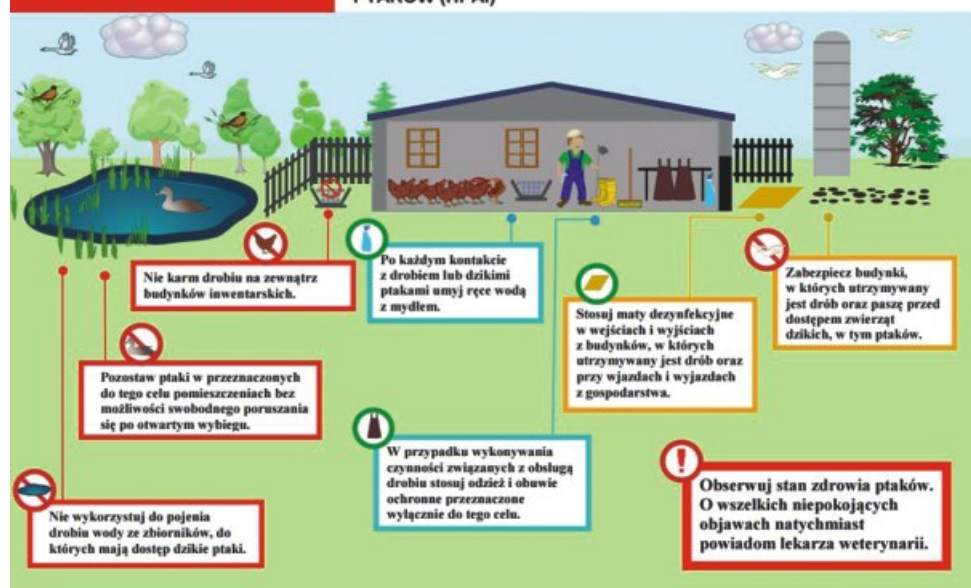 PTAKÓW (HPAI)
Nie karm drobiu na zewnątrz
budynków inwentarskich.
Po każdym kontakcie
z drobiem lub dzikimi
ptakami umyj ręce wodą
z mydłem.
Stosuj maty dezynfekcyjne
w wejściach i wyjściach
z budynków, w których
utrzymywany jest drób oraz
przy wjazdach i wyjazdach
z gospodarstwa.
Zabezpiecz budynki,
w których utrzymywany
jest drób oraz paszę przed
dostępem zwierząt
dzikich, w tym ptaków.
Pozostaw ptaki w przeznaczonych
do tego celu pomieszczeniach bez
możliwości swobodnego poruszania
się po otwartym wybiegu.
W przypadku wykonywania
czynności związanych z obsługą
drobiu stosuj odzież i obuwie
ochronne przeznaczone
wyłącznie do tego celu.
Nie wykorzystuj do pojenia
drobiu wody ze zbiorników, do
których mają dostęp dzikie ptaki.
Obserwuj stan zdrowia ptaków.
O wszelkich niepokojących
objawach natychmiast
powiadom lekarza weterynarii.